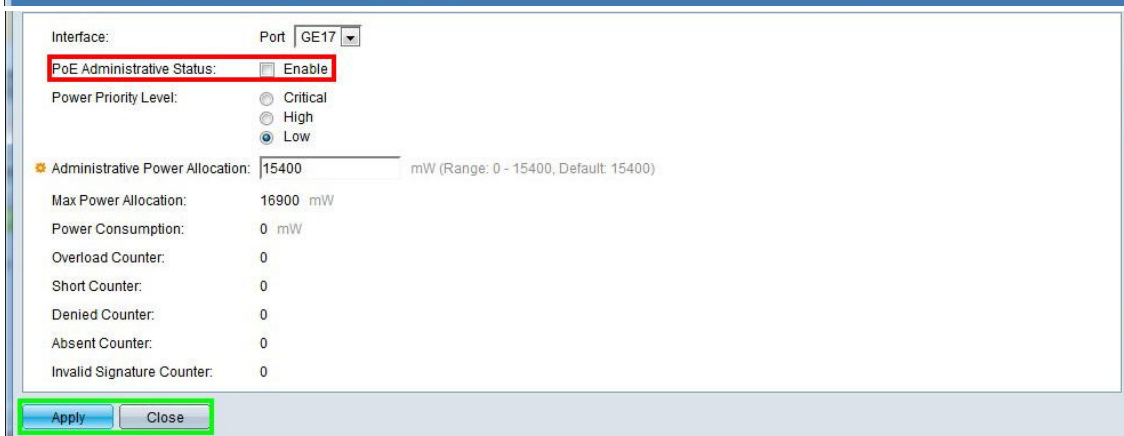 Interface: Port GE17
PoE Administrative Status: Enable
Power Priority Level: Critical
High
Low
Administrative Power Allocation: 15400 mW (Range: 0 - 15400, Default: 15400)
Max Power Allocation: 16900 mW
Power Consumption: 0 mW
Overload Counter: 0
Short Counter: 0
Denied Counter: 0
Absent Counter: 0
Invalid Signature Counter: 0
Apply Close